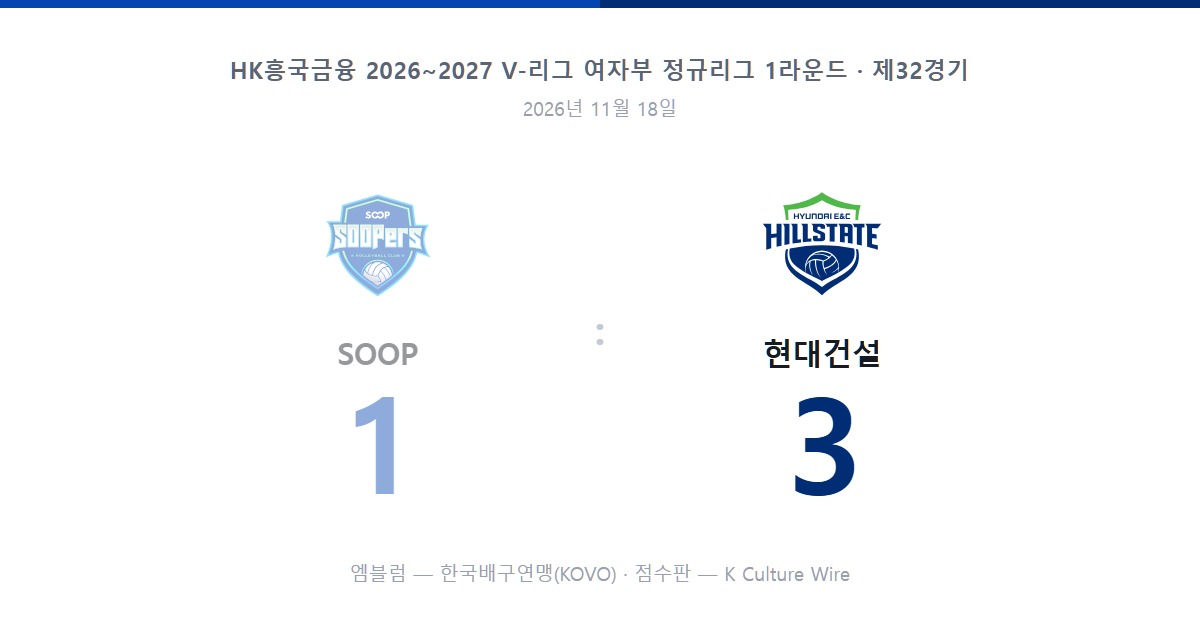 HK흥국금융 2026~2027 V-리그 여자부 정규리그 1라운드 · 제32경기
2026년 11월 18일
SOOP
SOOPERS
VOLLEYBALL CLUB
HYUNDAI E&C
HILLSTATE
:
SOOP
현대건설
1
3
엠블럼 — 한국배구연맹(KOVO) · 점수판 — K Culture Wire